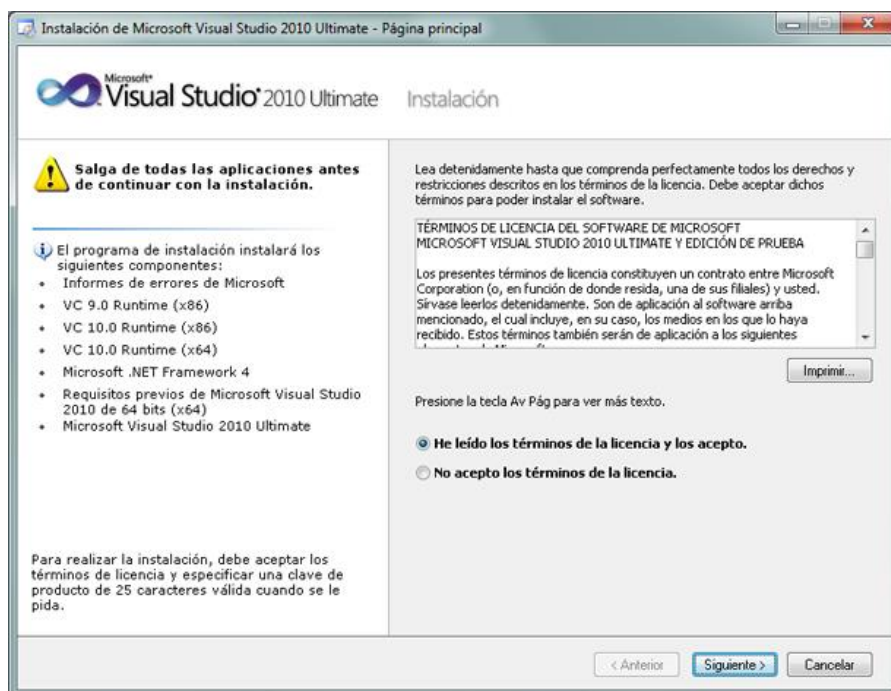 Instalación de Microsoft Visual Studio 2010 Ultimate - Página principal
Microsoft®
Visual Studio® 2010 Ultimate
Instalación
Salga de todas las aplicaciones antes
de continuar con la instalación.
El programa de instalación instalará los
siguientes componentes:
• Informes de errores de Microsoft
• VC 9.0 Runtime (x86)
• VC 10.0 Runtime (x86)
• VC 10.0 Runtime (x64)
• Microsoft .NET Framework 4
• Requisitos previos de Microsoft Visual Studio
2010 de 64 bits (x64)
• Microsoft Visual Studio 2010 Ultimate
Para realizar la instalación, debe aceptar los
términos de licencia y especificar una clave de
producto de 25 caracteres válida cuando se le
pida.
Lea detenidamente hasta que comprenda perfectamente todos los derechos y
restricciones descritos en los términos de la licencia. Debe aceptar dichos
términos para poder instalar el software.
TÉRMINOS DE LICENCIA DEL SOFTWARE DE MICROSOFT
MICROSOFT VISUAL STUDIO 2010 ULTIMATE Y EDICIÓN DE PRUEBA
Los presentes términos de licencia constituyen un contrato entre Microsoft
Corporation (o, en función de donde resida, una de sus filiales) y usted.
Sírvase leerlos detenidamente. Son de aplicación al software arriba
mencionado, el cual incluye, en su caso, los medios en los que lo haya
recibido. Estos términos también serán de aplicación a los siguientes
Imprimir...
Presione la tecla Av Pág para ver más texto.
He leído los términos de la licencia y los acepto.
No acepto los términos de la licencia.
< Anterior
Siguiente >
Cancelar